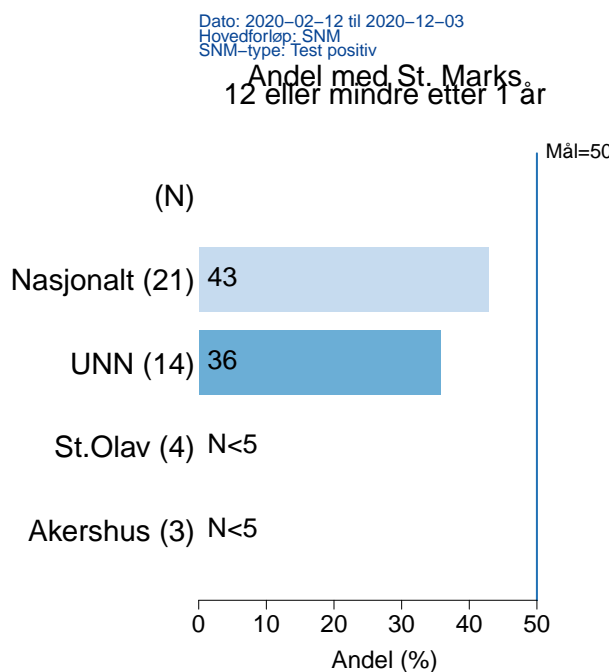 Dato: 2020−02−12 til 2020−12−03
Hovedforløp: SNM
SNM−type: Test positiv
Andel med St. Marks
12 eller mindre etter 1 år
Mål=50
(N)
Nasjonalt (21) 43
UNN (14) 36
St.Olav (4) N<5
Akershus (3) N<5
0 10 20 30 40 50
Andel (%)